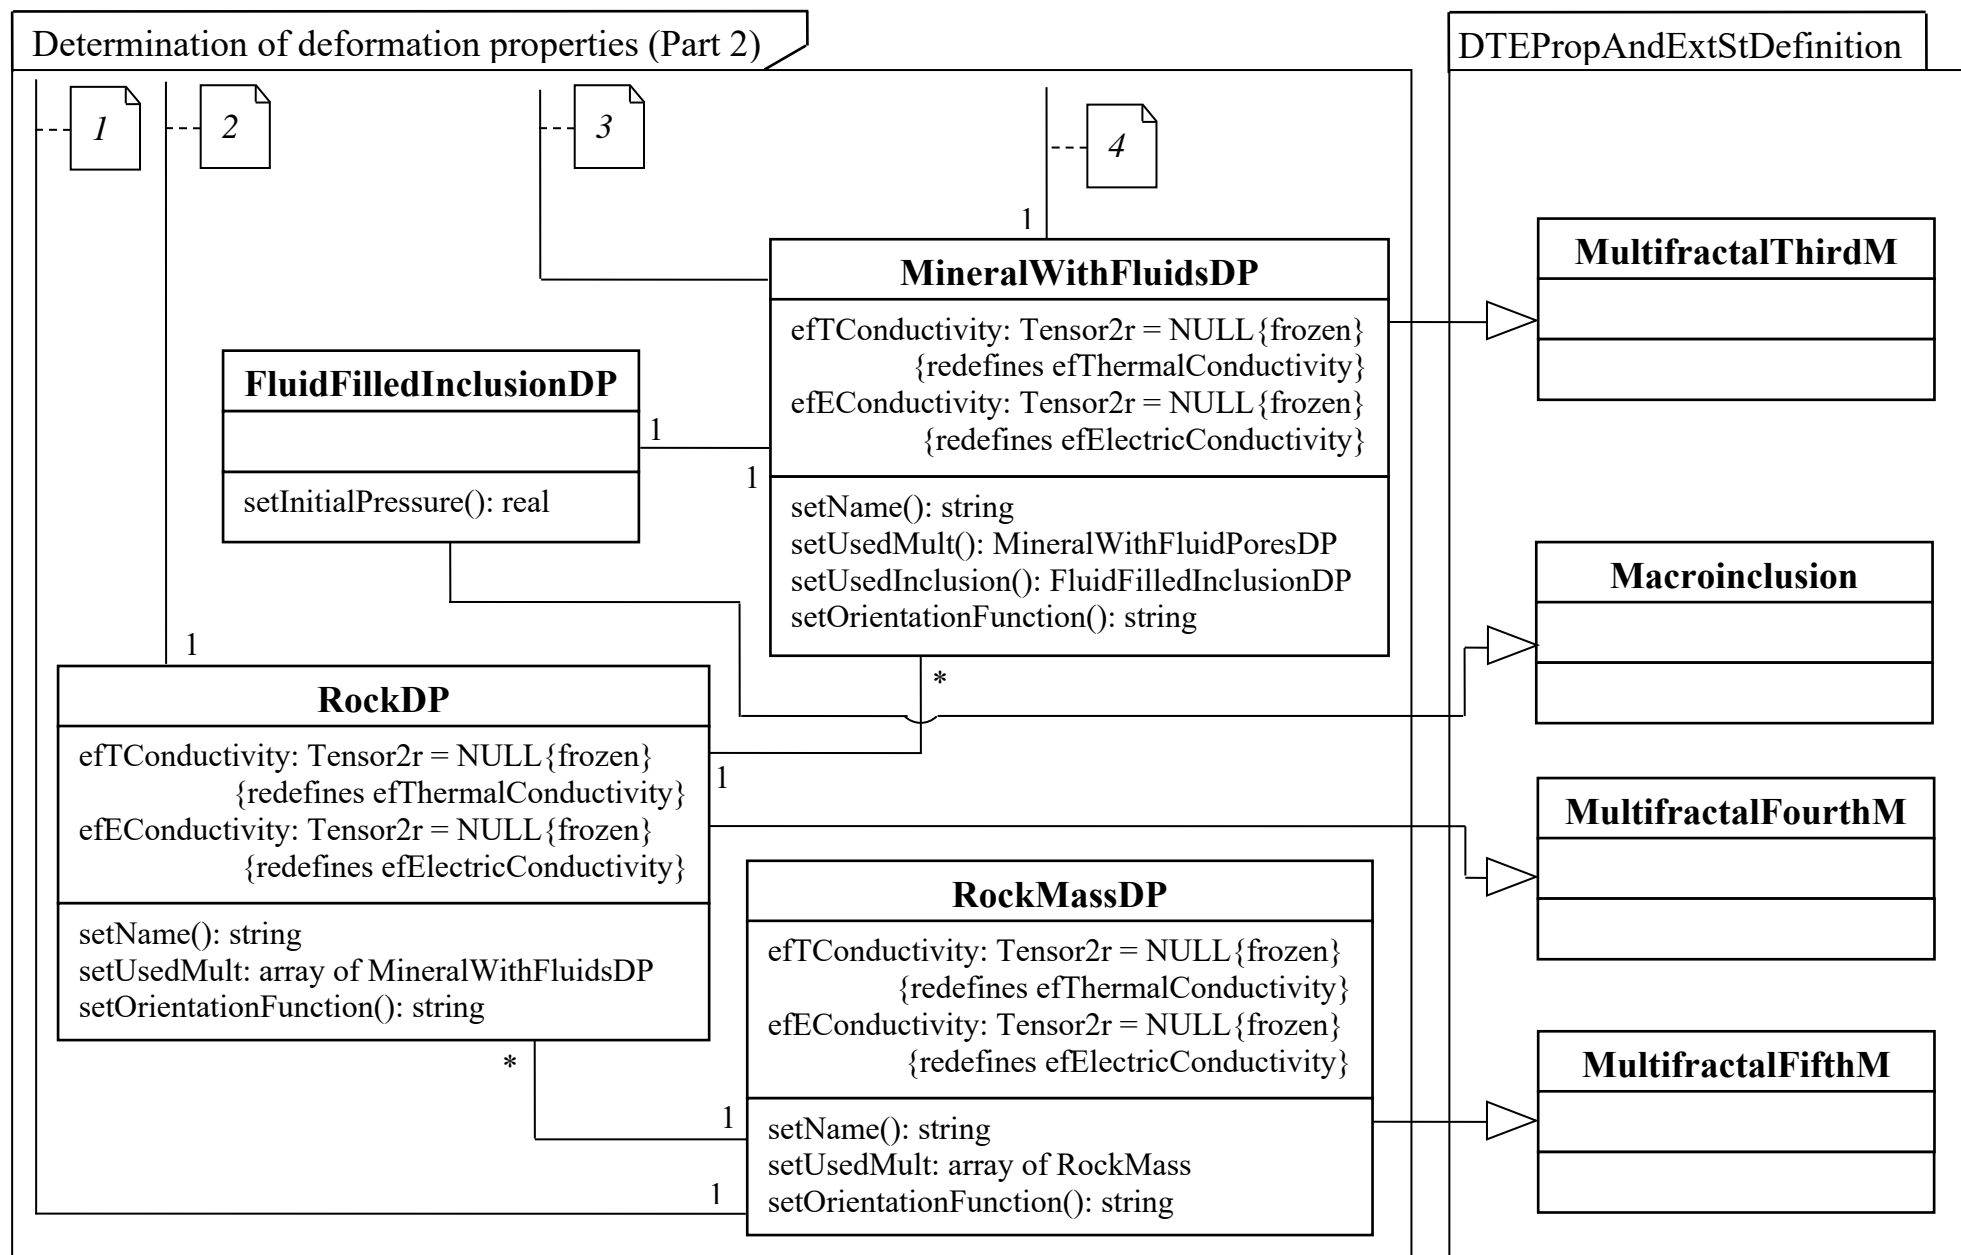 Determination of deformation properties (Part 2)
DTEPropAndExtStDefinition
1
2
3
4
1
MineralWithFluidsDP
efTConductivity: Tensor2r = NULL{frozen}
{redefines efThermalConductivity}
efEConductivity: Tensor2r = NULL{frozen}
{redefines efElectricConductivity}
setName(): string
setUsedMult(): MineralWithFluidPoresDP
setUsedInclusion(): FluidFilledInclusionDP
setOrientationFunction(): string
MultifractalThirdM
FluidFilledInclusionDP
setInitialPressure(): real
1
1
Macroinclusion
1
*
RockDP
efTConductivity: Tensor2r = NULL{frozen}
{redefines efThermalConductivity}
efEConductivity: Tensor2r = NULL{frozen}
{redefines efElectricConductivity}
setName(): string
setUsedMult: array of MineralWithFluidsDP
setOrientationFunction(): string
1
MultifractalFourthM
RockMassDP
efTConductivity: Tensor2r = NULL{frozen}
{redefines efThermalConductivity}
efEConductivity: Tensor2r = NULL{frozen}
{redefines efElectricConductivity}
setName(): string
setUsedMult: array of RockMass
setOrientationFunction(): string
*
1
1
MultifractalFifthM